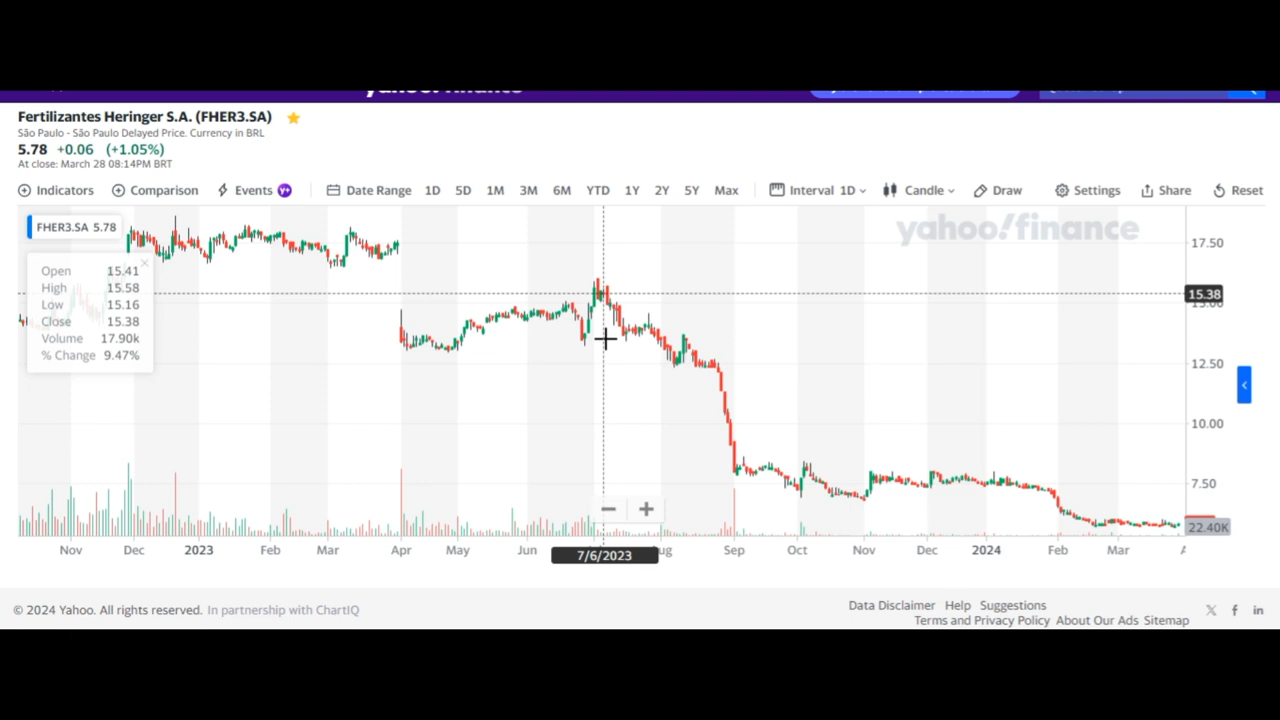 Fertilizantes Heringer S.A. (FHER3.SA)
São Paulo - São Paulo Delayed Price. Currency in BRL
5.78 +0.06 (+1.05%)
At close: March 28 08:14PM BRT
Indicators Comparison Events Y+ Date Range 1D 5D 1M 3M 6M YTD 1Y 2Y 5Y Max Interval 1D Candle Draw Settings Share Reset
FHER3.SA 5.78
yahoo!finance
Open 15.41
High 15.58
Low 15.16
Close 15.38
Volume 17.90k
% Change 9.47%
17.50
15.38
15.00
12.50
10.00
7.50
22.40K
Nov Dec 2023 Feb Mar Apr May Jun 7/6/2023 Sep Oct Nov Dec 2024 Feb Mar
© 2024 Yahoo. All rights reserved. In partnership with ChartIQ
Data Disclaimer Help Suggestions
Terms and Privacy Policy About Our Ads Sitemap